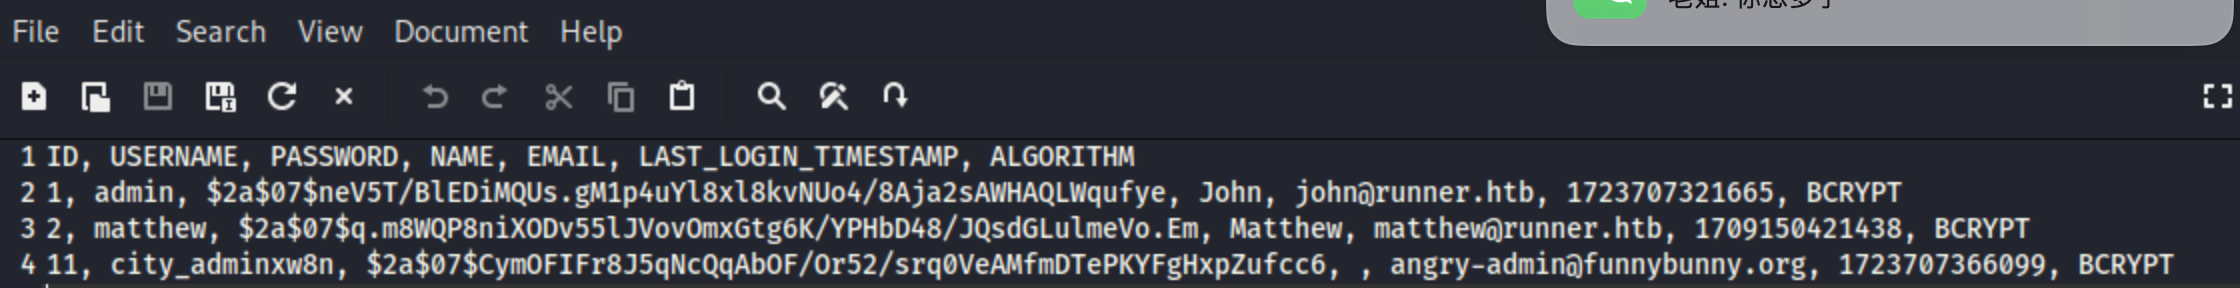 File Edit Search View Document Help
1 ID, USERNAME, PASSWORD, NAME, EMAIL, LAST_LOGIN_TIMESTAMP, ALGORITHM
2 1, admin, $2a$07$neV5T/BlEDiMQUs.gM1p4uYl8xl8kvNUo4/8Aja2sAWHAQLWqufye, John, john@runner.htb, 1723707321665, BCRYPT
3 2, matthew, $2a$07$q.m8WQP8niXODv55lJVovOmxGtg6K/YPHbD48/JQsdGLulmeVo.Em, Matthew, matthew@runner.htb, 1709150421438, BCRYPT
4 11, city_adminxw8n, $2a$07$CymOFIFr8J5qNcQqAbOF/Or52/srq0VeAMfmDTePKYFgHxpZufcc6, , angry-admin@funnybunny.org, 1723707366099, BCRYPT